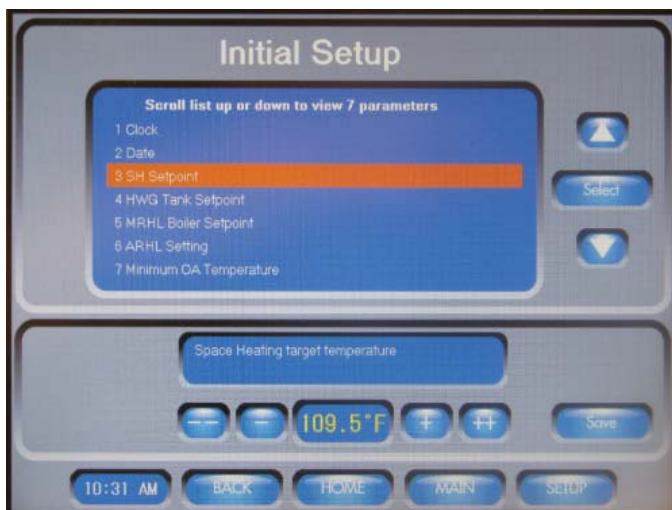 Initial Setup
Scroll list up or down to view 7 parameters
1 Clock
2 Date
3 SH Setpoint
4 HWG Tank Setpoint
5 MRHL Boiler Setpoint
6 ARHL Setting
7 Minimum OA Temperature
Select
Space Heating target temperature
-- - 109.5°F + ++ Save
10:31 AM BACK HOME MAIN SETUP